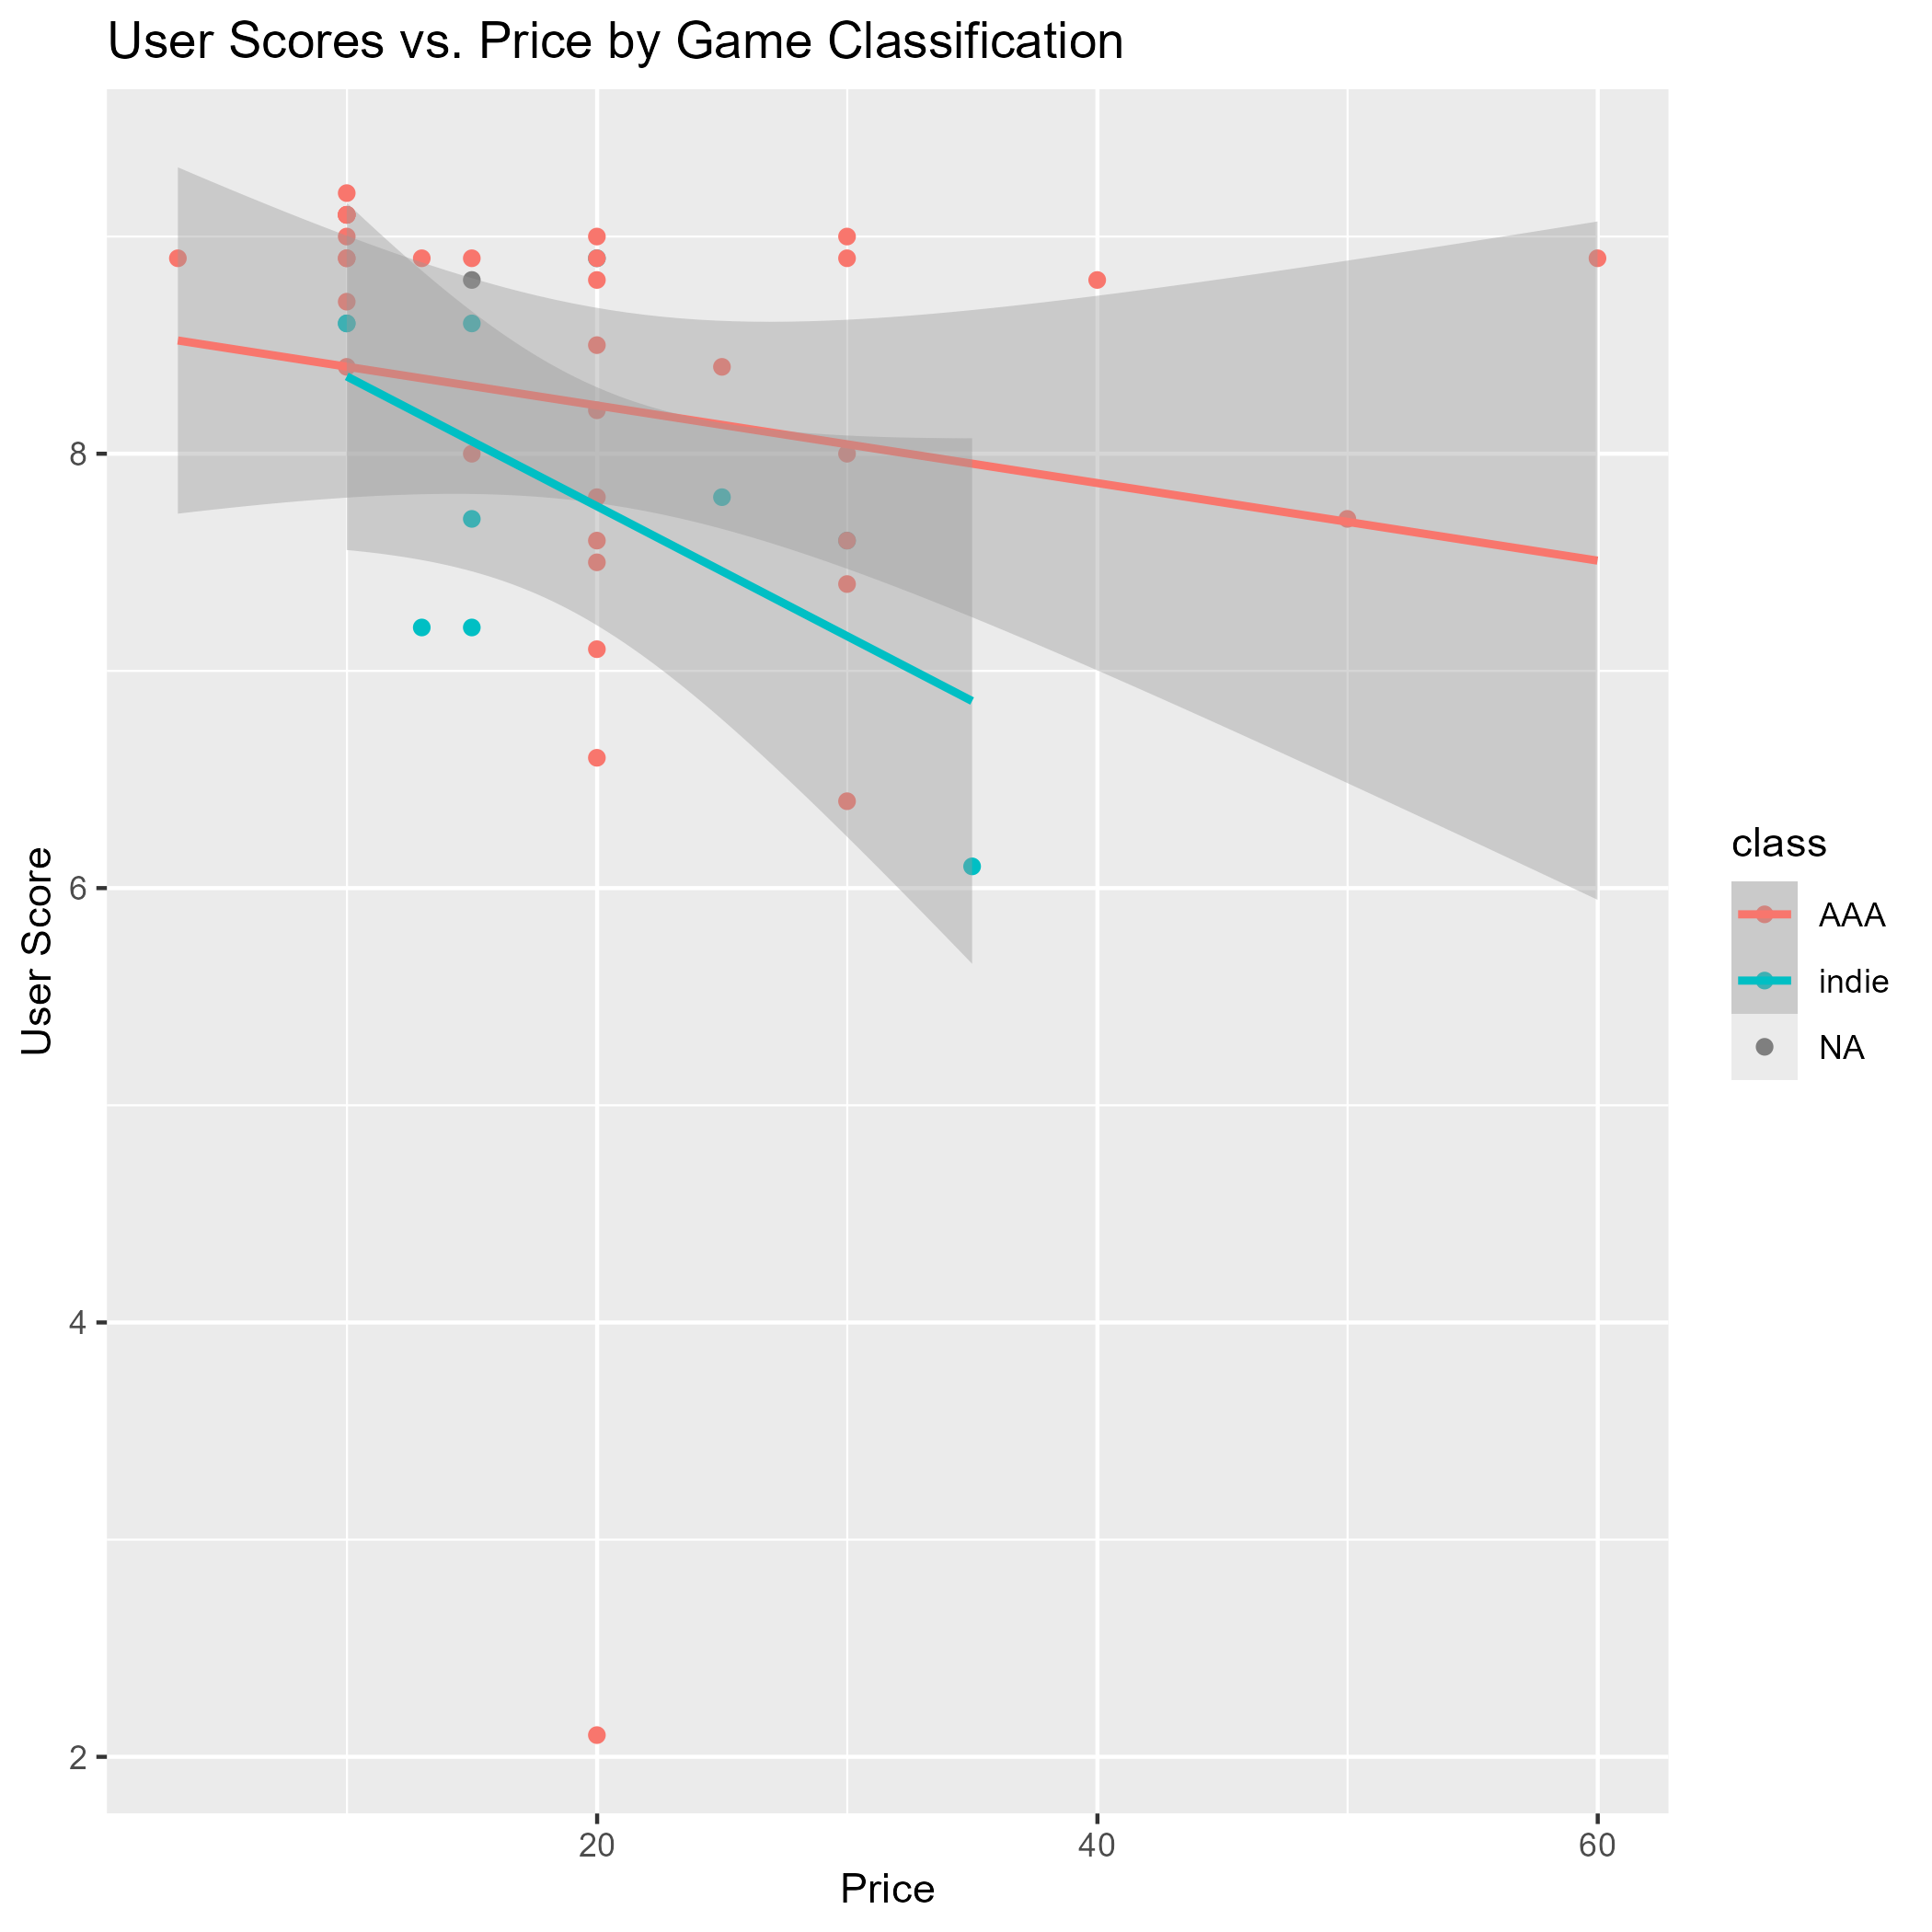 User Scores vs. Price by Game Classification
8
6
4
2
User Score
20
40
60
Price
class
AAA
indie
NA